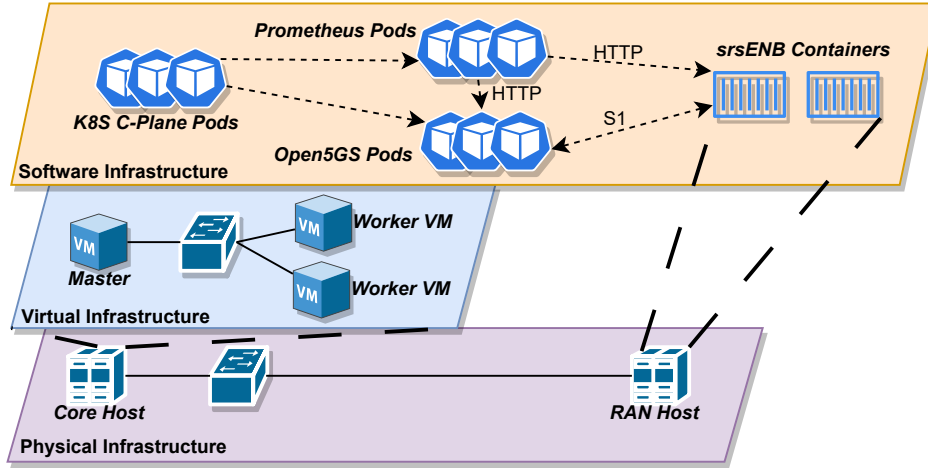 Prometheus Pods
srsENB Containers
HTTP
HTTP
K8S C-Plane Pods
S1
Open5GS Pods
Software Infrastructure
VM
Worker VM
VM
Master
VM
Worker VM
Virtual Infrastructure
Core Host
RAN Host
Physical Infrastructure